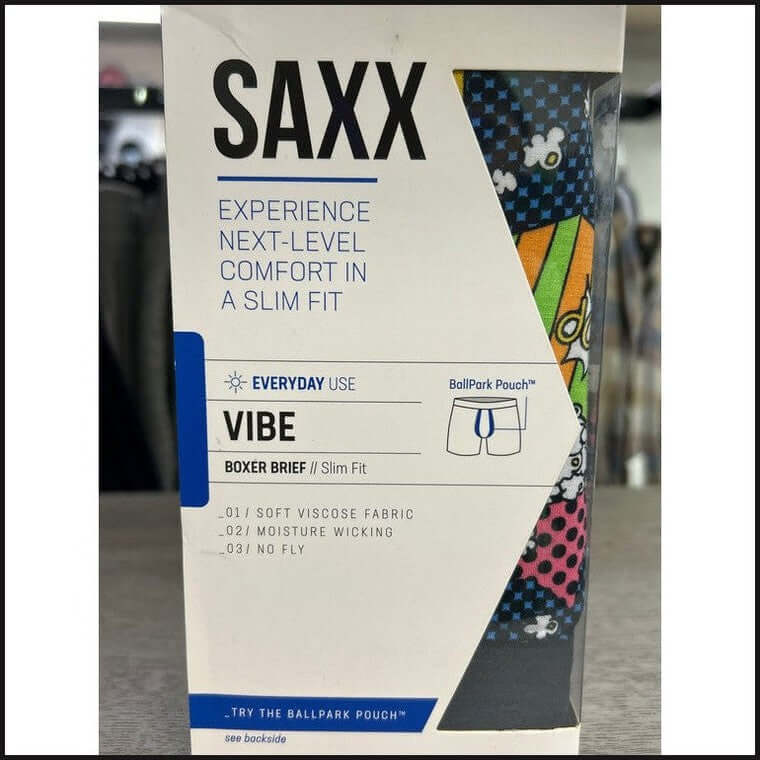 SAXX
EXPERIENCE
NEXT-LEVEL
COMFORT IN
A SLIM FIT
EVERYDAY USE
BallPark Pouch™
VIBE
BOXER BRIEF // Slim Fit
_01/ SOFT VISCOSE FABRIC
_02/ MOISTURE WICKING
_03/ NO FLY
_TRY THE BALLPARK POUCH™
see backside